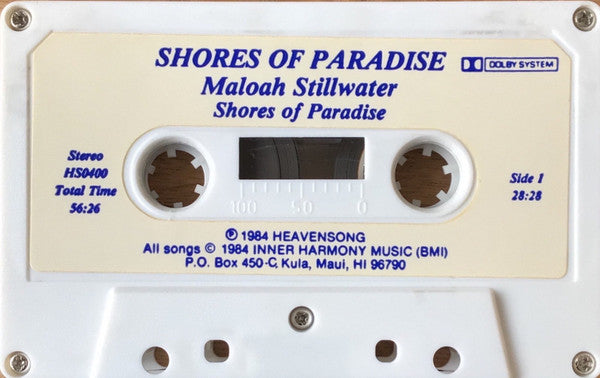 SHORES OF PARADISE
DOLBY SYSTEM
Maloah Stillwater
Shores of Paradise
Stereo
HS0400
Total Time
56:26
Side 1
28:28
100 50 0
℗ 1984 HEAVENSONG
All songs © 1984 INNER HARMONY MUSIC (BMI)
P.O. Box 450-C, Kula, Maui, HI 96790